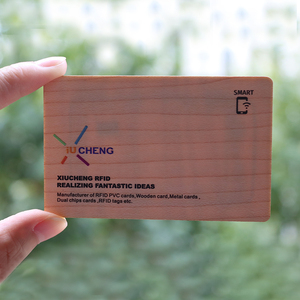 SMART
XIUCHENG
XIUCHENG RFID
REALIZING FANTASTIC IDEAS
Manufacturer of RFID PVC cards,Wooden card,Metal cards ,
Dual chips cards ,RFID tags etc.